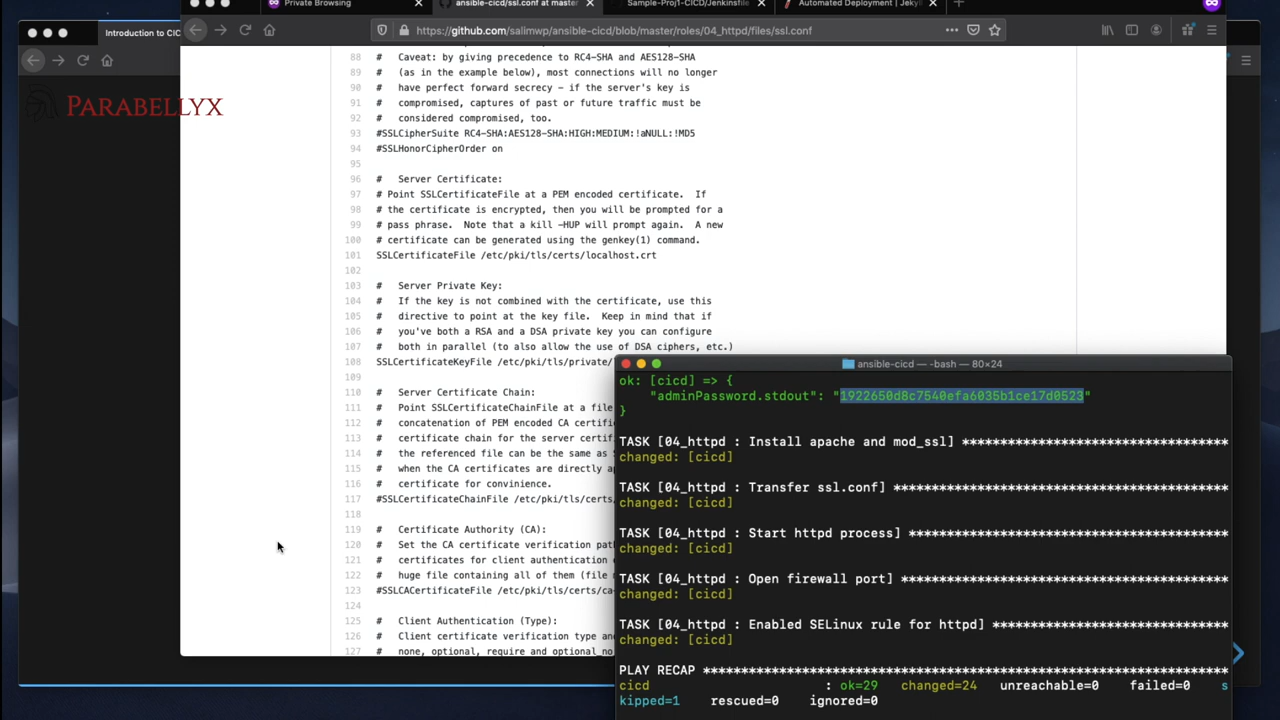 Private Browsing
ansible-cicd/ssl.conf at master
Sample-Proj1-CICD/Jenkinsfile
Automated Deployment | Jekyll
Introduction to CIC
https://github.com/salimwp/ansible-cicd/blob/master/roles/04_httpd/files/ssl.conf
PARABELLYX
88 # Caveat: by giving precedence to RC4-SHA and AES128-SHA
89 # (as in the example below), most connections will no longer
90 # have perfect forward secrecy - if the server's key is
91 # compromised, captures of past or future traffic must be
92 # considered compromised, too.
93 #SSLCipherSuite RC4-SHA:AES128-SHA:HIGH:MEDIUM:!aNULL:!MD5
94 #SSLHonorCipherOrder on
95
96 # Server Certificate:
97 # Point SSLCertificateFile at a PEM encoded certificate. If
98 # the certificate is encrypted, then you will be prompted for a
99 # pass phrase. Note that a kill -HUP will prompt again. A new
100 # certificate can be generated using the genkey(1) command.
101 SSLCertificateFile /etc/pki/tls/certs/localhost.crt
102
103 # Server Private Key:
104 # If the key is not combined with the certificate, use this
105 # directive to point at the key file. Keep in mind that if
106 # you've both a RSA and a DSA private key you can configure
107 # both in parallel (to also allow the use of DSA ciphers, etc.)
108 SSLCertificateKeyFile /etc/pki/tls/private/
109
110 # Server Certificate Chain:
111 # Point SSLCertificateChainFile at a file
112 # concatenation of PEM encoded CA certifi
113 # certificate chain for the server certif
114 # the referenced file can be the same as S
115 # when the CA certificates are directly ap
116 # certificate for convinience.
117 #SSLCertificateChainFile /etc/pki/tls/certs
118
119 # Certificate Authority (CA):
120 # Set the CA certificate verification path
121 # certificates for client authentication o
122 # huge file containing all of them (file m
123 #SSLCACertificateFile /etc/pki/tls/certs/ca-
124
125 # Client Authentication (Type):
126 # Client certificate verification type and
127 # none, optional, require and optional_no
ansible-cicd — -bash — 80×24
ok: [cicd] => {
"adminPassword.stdout": "1922650d8c7540efa6035b1ce17d0523"
}
TASK [04_httpd : Install apache and mod_ssl] ***********************************
changed: [cicd]
TASK [04_httpd : Transfer ssl.conf] ********************************************
changed: [cicd]
TASK [04_httpd : Start httpd process] ******************************************
changed: [cicd]
TASK [04_httpd : Open firewall port] *******************************************
changed: [cicd]
TASK [04_httpd : Enabled SELinux rule for httpd] *******************************
changed: [cicd]
PLAY RECAP *********************************************************************
cicd : ok=29 changed=24 unreachable=0 failed=0 s
kipped=1 rescued=0 ignored=0